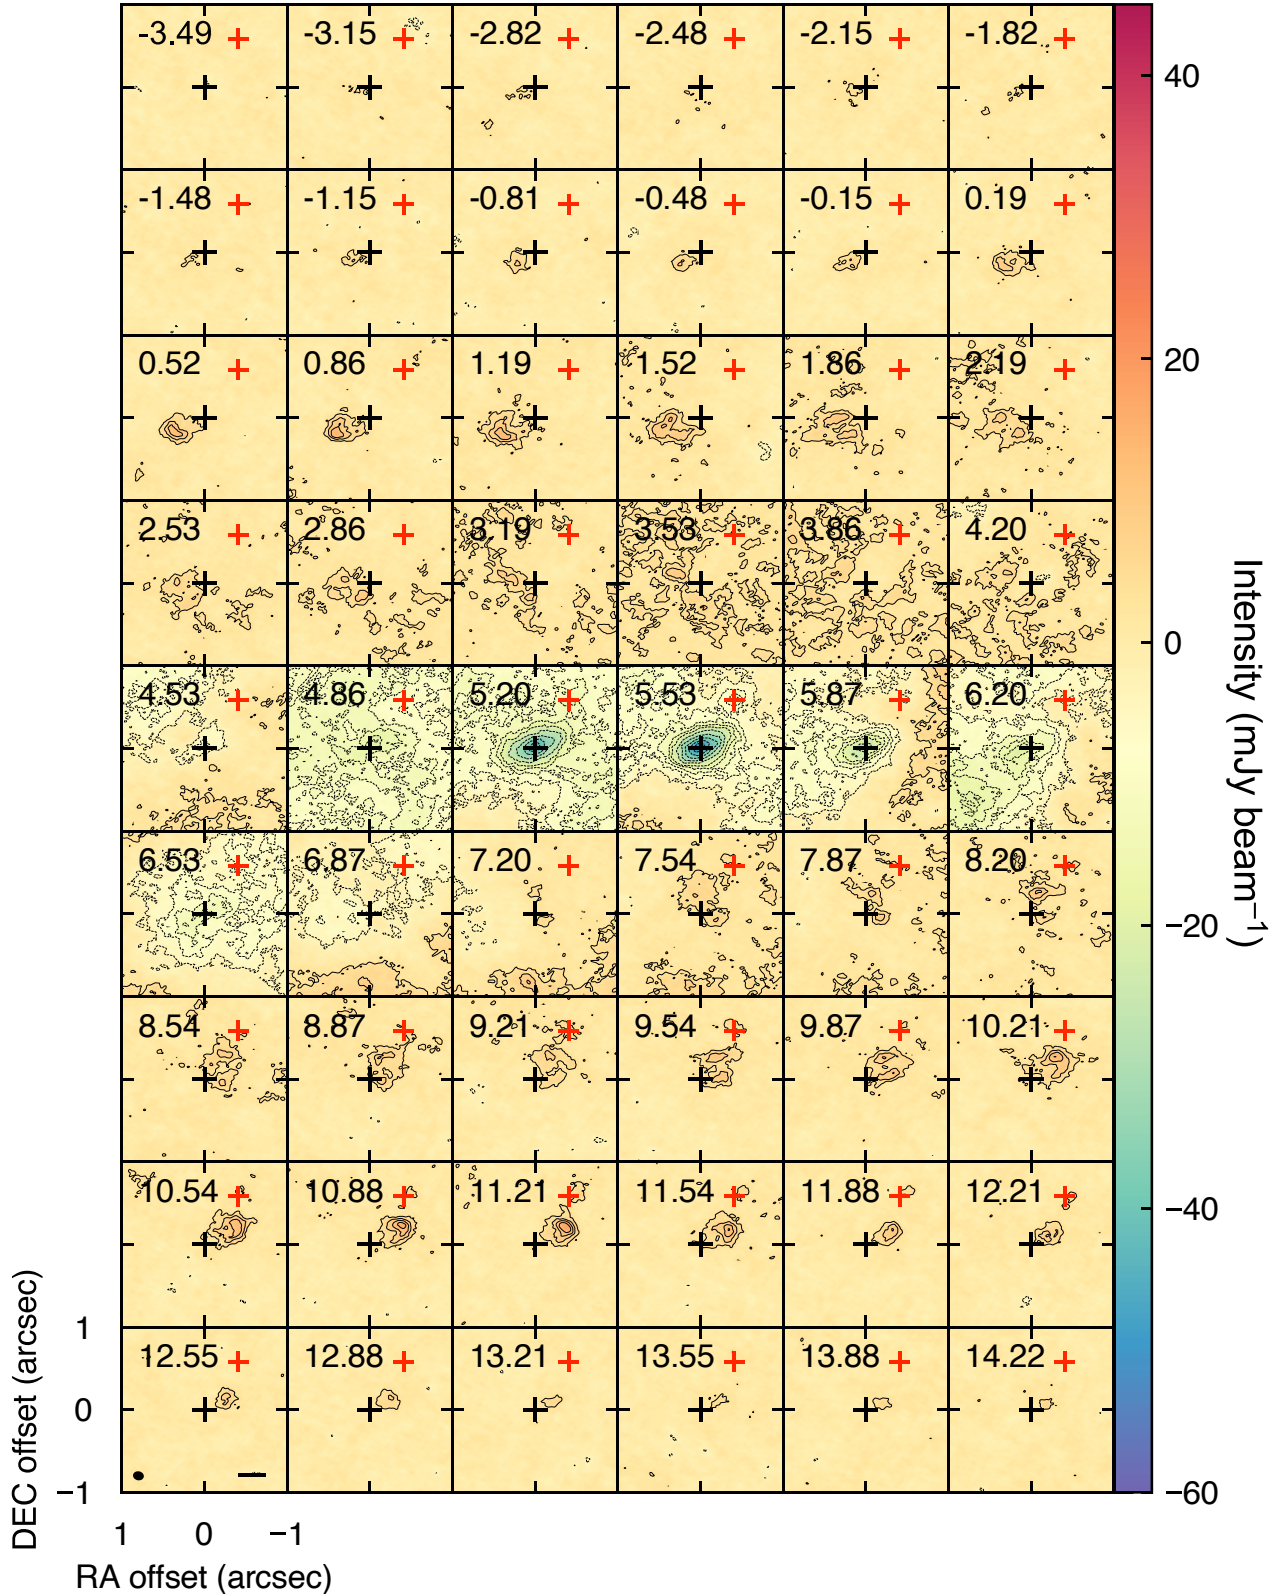 -3.49 -3.15 -2.82 -2.48 -2.15 -1.82
-1.48 -1.15 -0.81 -0.48 -0.15 0.19
0.52 0.86 1.19 1.52 1.86 2.19
2.53 2.86 3.19 3.53 3.86 4.20
4.53 4.86 5.20 5.53 5.87 6.20
6.53 6.87 7.20 7.54 7.87 8.20
8.54 8.87 9.21 9.54 9.87 10.21
10.54 10.88 11.21 11.54 11.88 12.21
12.55 12.88 13.21 13.55 13.88 14.22
1
0
−1
DEC offset (arcsec)
1 0 −1
RA offset (arcsec)
40
20
0
−20
−40
−60
Intensity (mJy beam⁻¹)